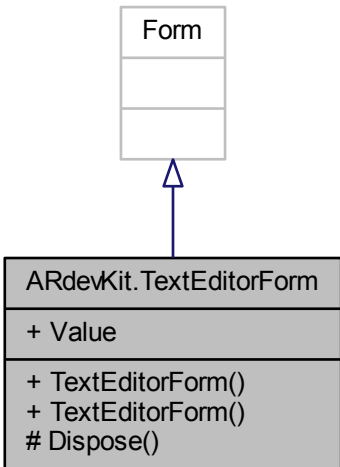 Form
ARdevKit.TextEditorForm
+ Value
+ TextEditorForm()
+ TextEditorForm()
# Dispose()